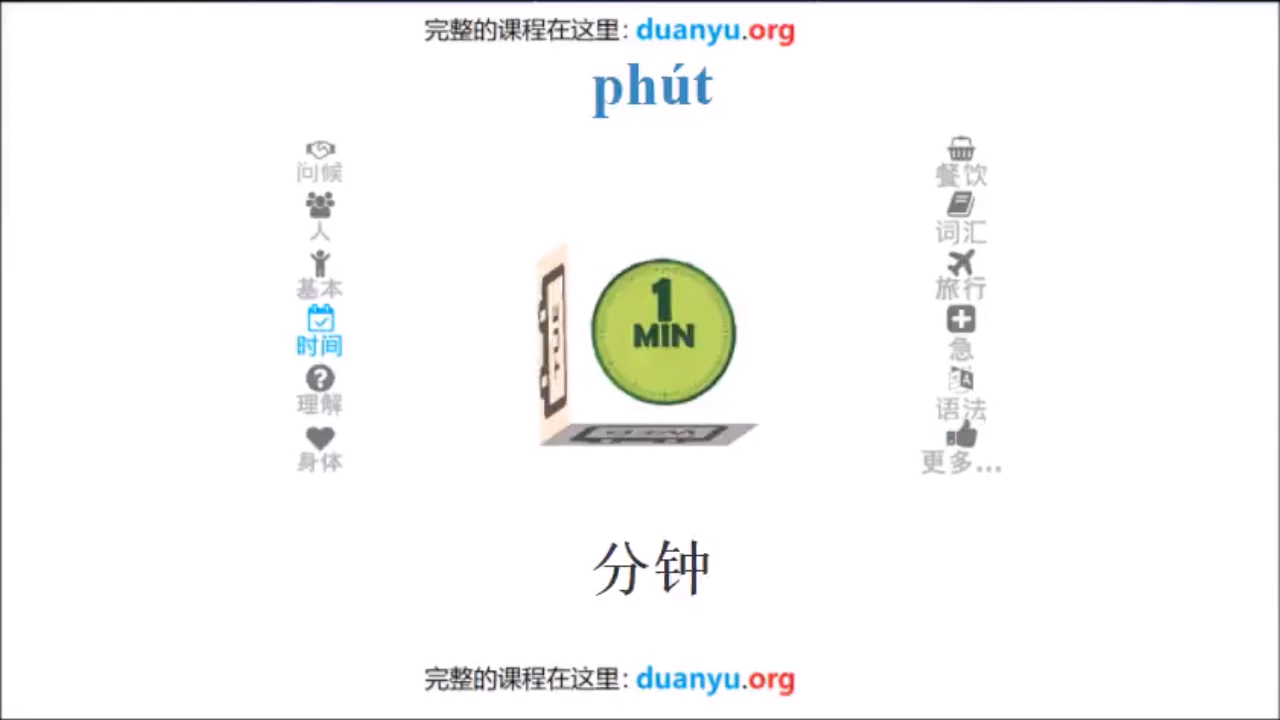 完整的课程在这里: duanyu.org
phút
问候
人
基本
时间
理解
身体
餐饮
词汇
旅行
急
语法
更多...
1
MIN
分钟
完整的课程在这里: duanyu.org